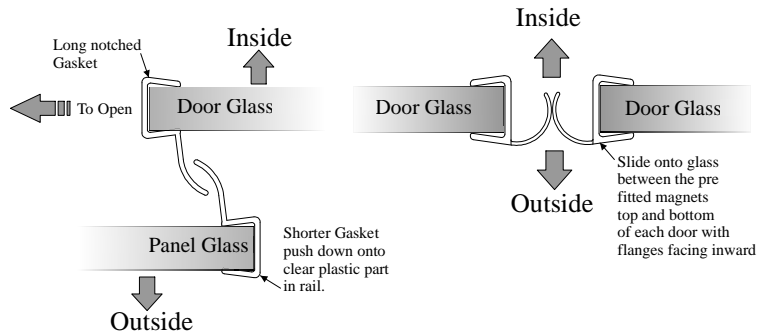 Long notched
Gasket
Inside
To Open
Door Glass
Panel Glass
Shorter Gasket
push down onto
clear plastic part
in rail.
Outside
Inside
Door Glass
Door Glass
Outside
Slide onto glass
between the pre
fitted magnets
top and bottom
of each door with
flanges facing inward